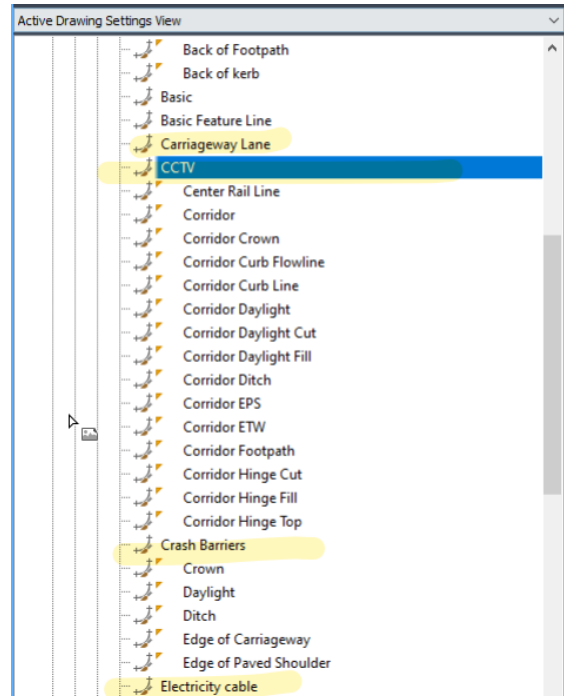 Active Drawing Settings View
Back of Footpath
Back of kerb
Basic
Basic Feature Line
Carriageway Lane
CCTV
Center Rail Line
Corridor
Corridor Crown
Corridor Curb Flowline
Corridor Curb Line
Corridor Daylight
Corridor Daylight Cut
Corridor Daylight Fill
Corridor Ditch
Corridor EPS
Corridor ETW
Corridor Footpath
Corridor Hinge Cut
Corridor Hinge Fill
Corridor Hinge Top
Crash Barriers
Crown
Daylight
Ditch
Edge of Carriageway
Edge of Paved Shoulder
Electricity cable